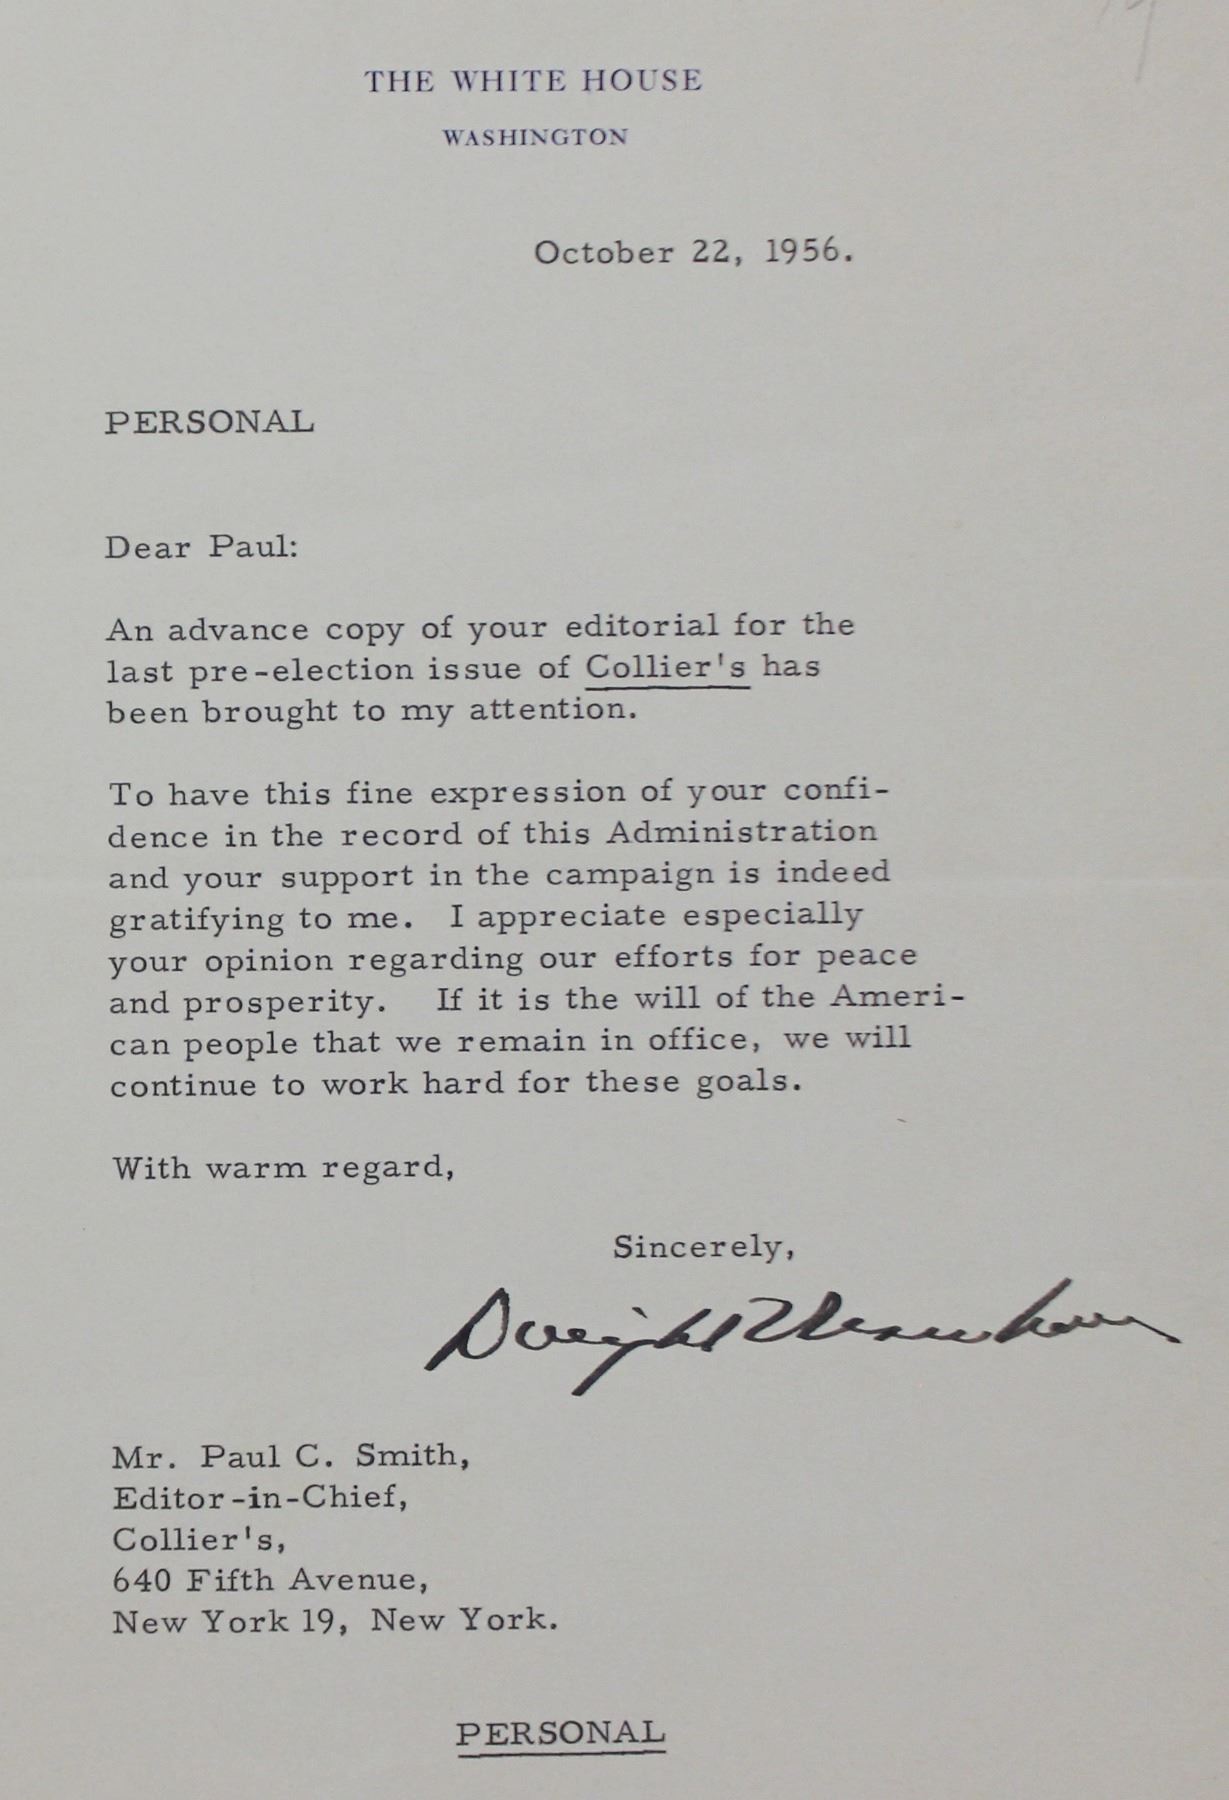 THE WHITE HOUSE
WASHINGTON
October 22, 1956.
PERSONAL
Dear Paul:
An advance copy of your editorial for the
last pre-election issue of Collier's has
been brought to my attention.
To have this fine expression of your confi-
dence in the record of this Administration
and your support in the campaign is indeed
gratifying to me. I appreciate especially
your opinion regarding our efforts for peace
and prosperity. If it is the will of the Ameri-
can people that we remain in office, we will
continue to work hard for these goals.
With warm regard,
Sincerely,
Dwight D Eisenhower
Mr. Paul C. Smith,
Editor-in-Chief,
Collier's,
640 Fifth Avenue,
New York 19, New York.
PERSONAL